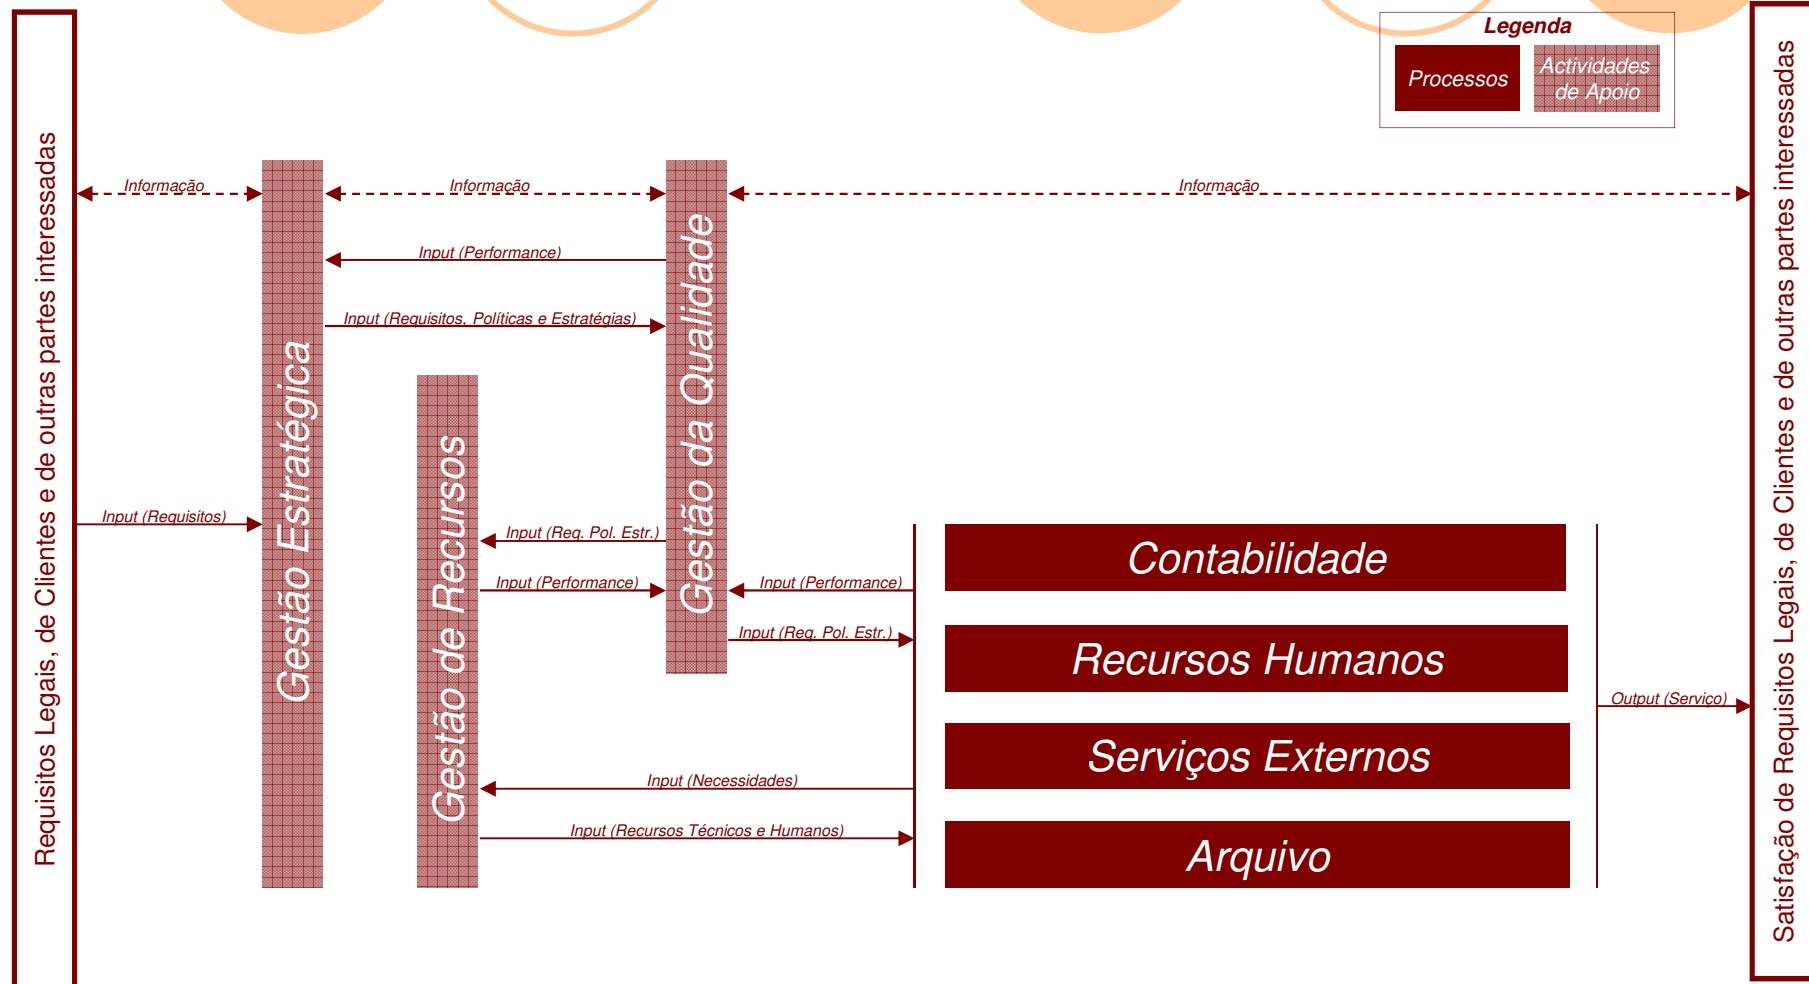 Legenda
Processos
Actividades
de Apoio
Requisitos Legais, de Clientes e de outras partes interessadas
Informação
Informação
Informação
Input (Performance)
Input (Requisitos, Políticas e Estratégias)
Gestão Estratégica
Gestão de Recursos
Gestão da Qualidade
Input (Requisitos)
Input (Req. Pol. Estr.)
Input (Performance)
Input (Performance)
Input (Req. Pol. Estr.)
Input (Necessidades)
Input (Recursos Técnicos e Humanos)
Contabilidade
Recursos Humanos
Serviços Externos
Arquivo
Output (Serviço)
Satisfação de Requisitos Legais, de Clientes e de outras partes interessadas